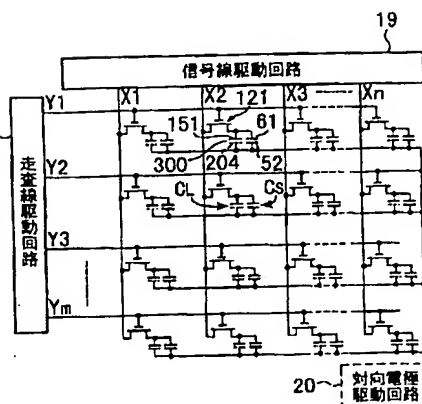 19
信号線駆動回路
X1 X2 X3 Xn
Y1
121
151
61
300
204
52
走査線駆動回路
Y2
CL
Cs
Y3
Ym
20
対向電極
駆動回路